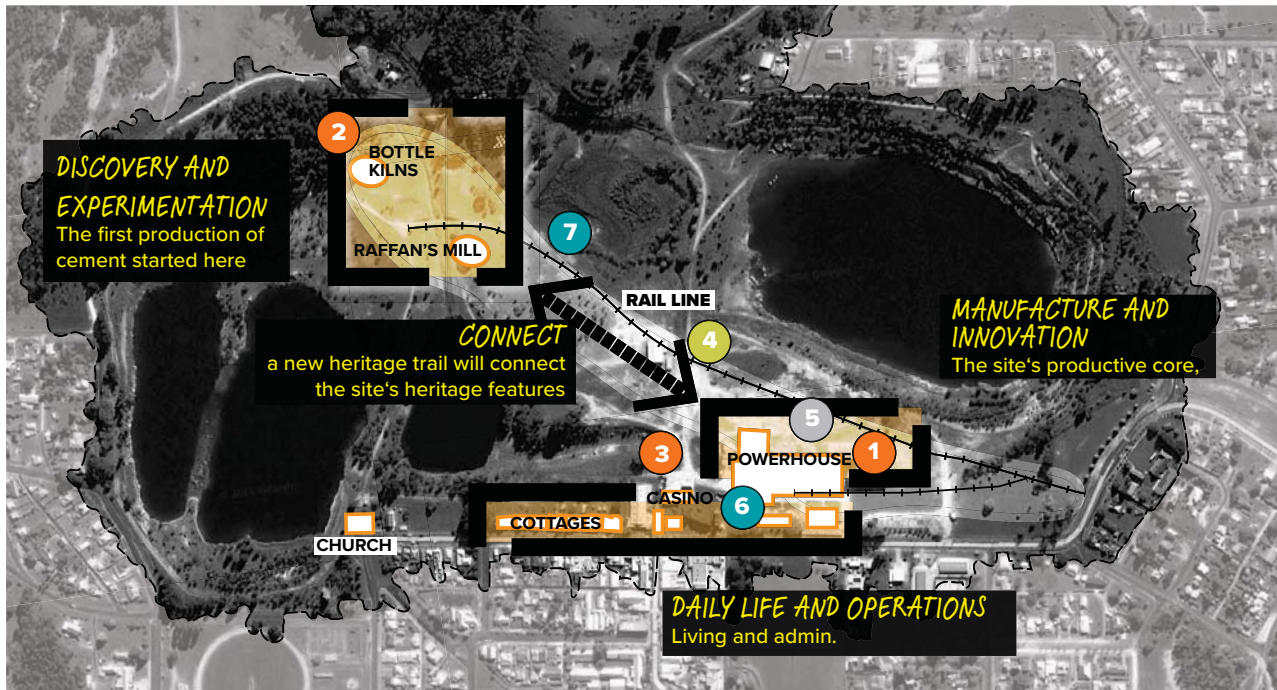 2
BOTTLE
KILNS
DISCOVERY AND
EXPERIMENTATION
The first production of
cement started here
RAFFAN'S MILL
7
RAIL LINE
CONNECT
a new heritage trail will connect
the site's heritage features
4
MANUFACTURE AND
INNOVATION
The site's productive core,
5
POWERHOUSE
1
3
CASINO
6
COTTAGES
CHURCH
DAILY LIFE AND OPERATIONS
Living and admin.